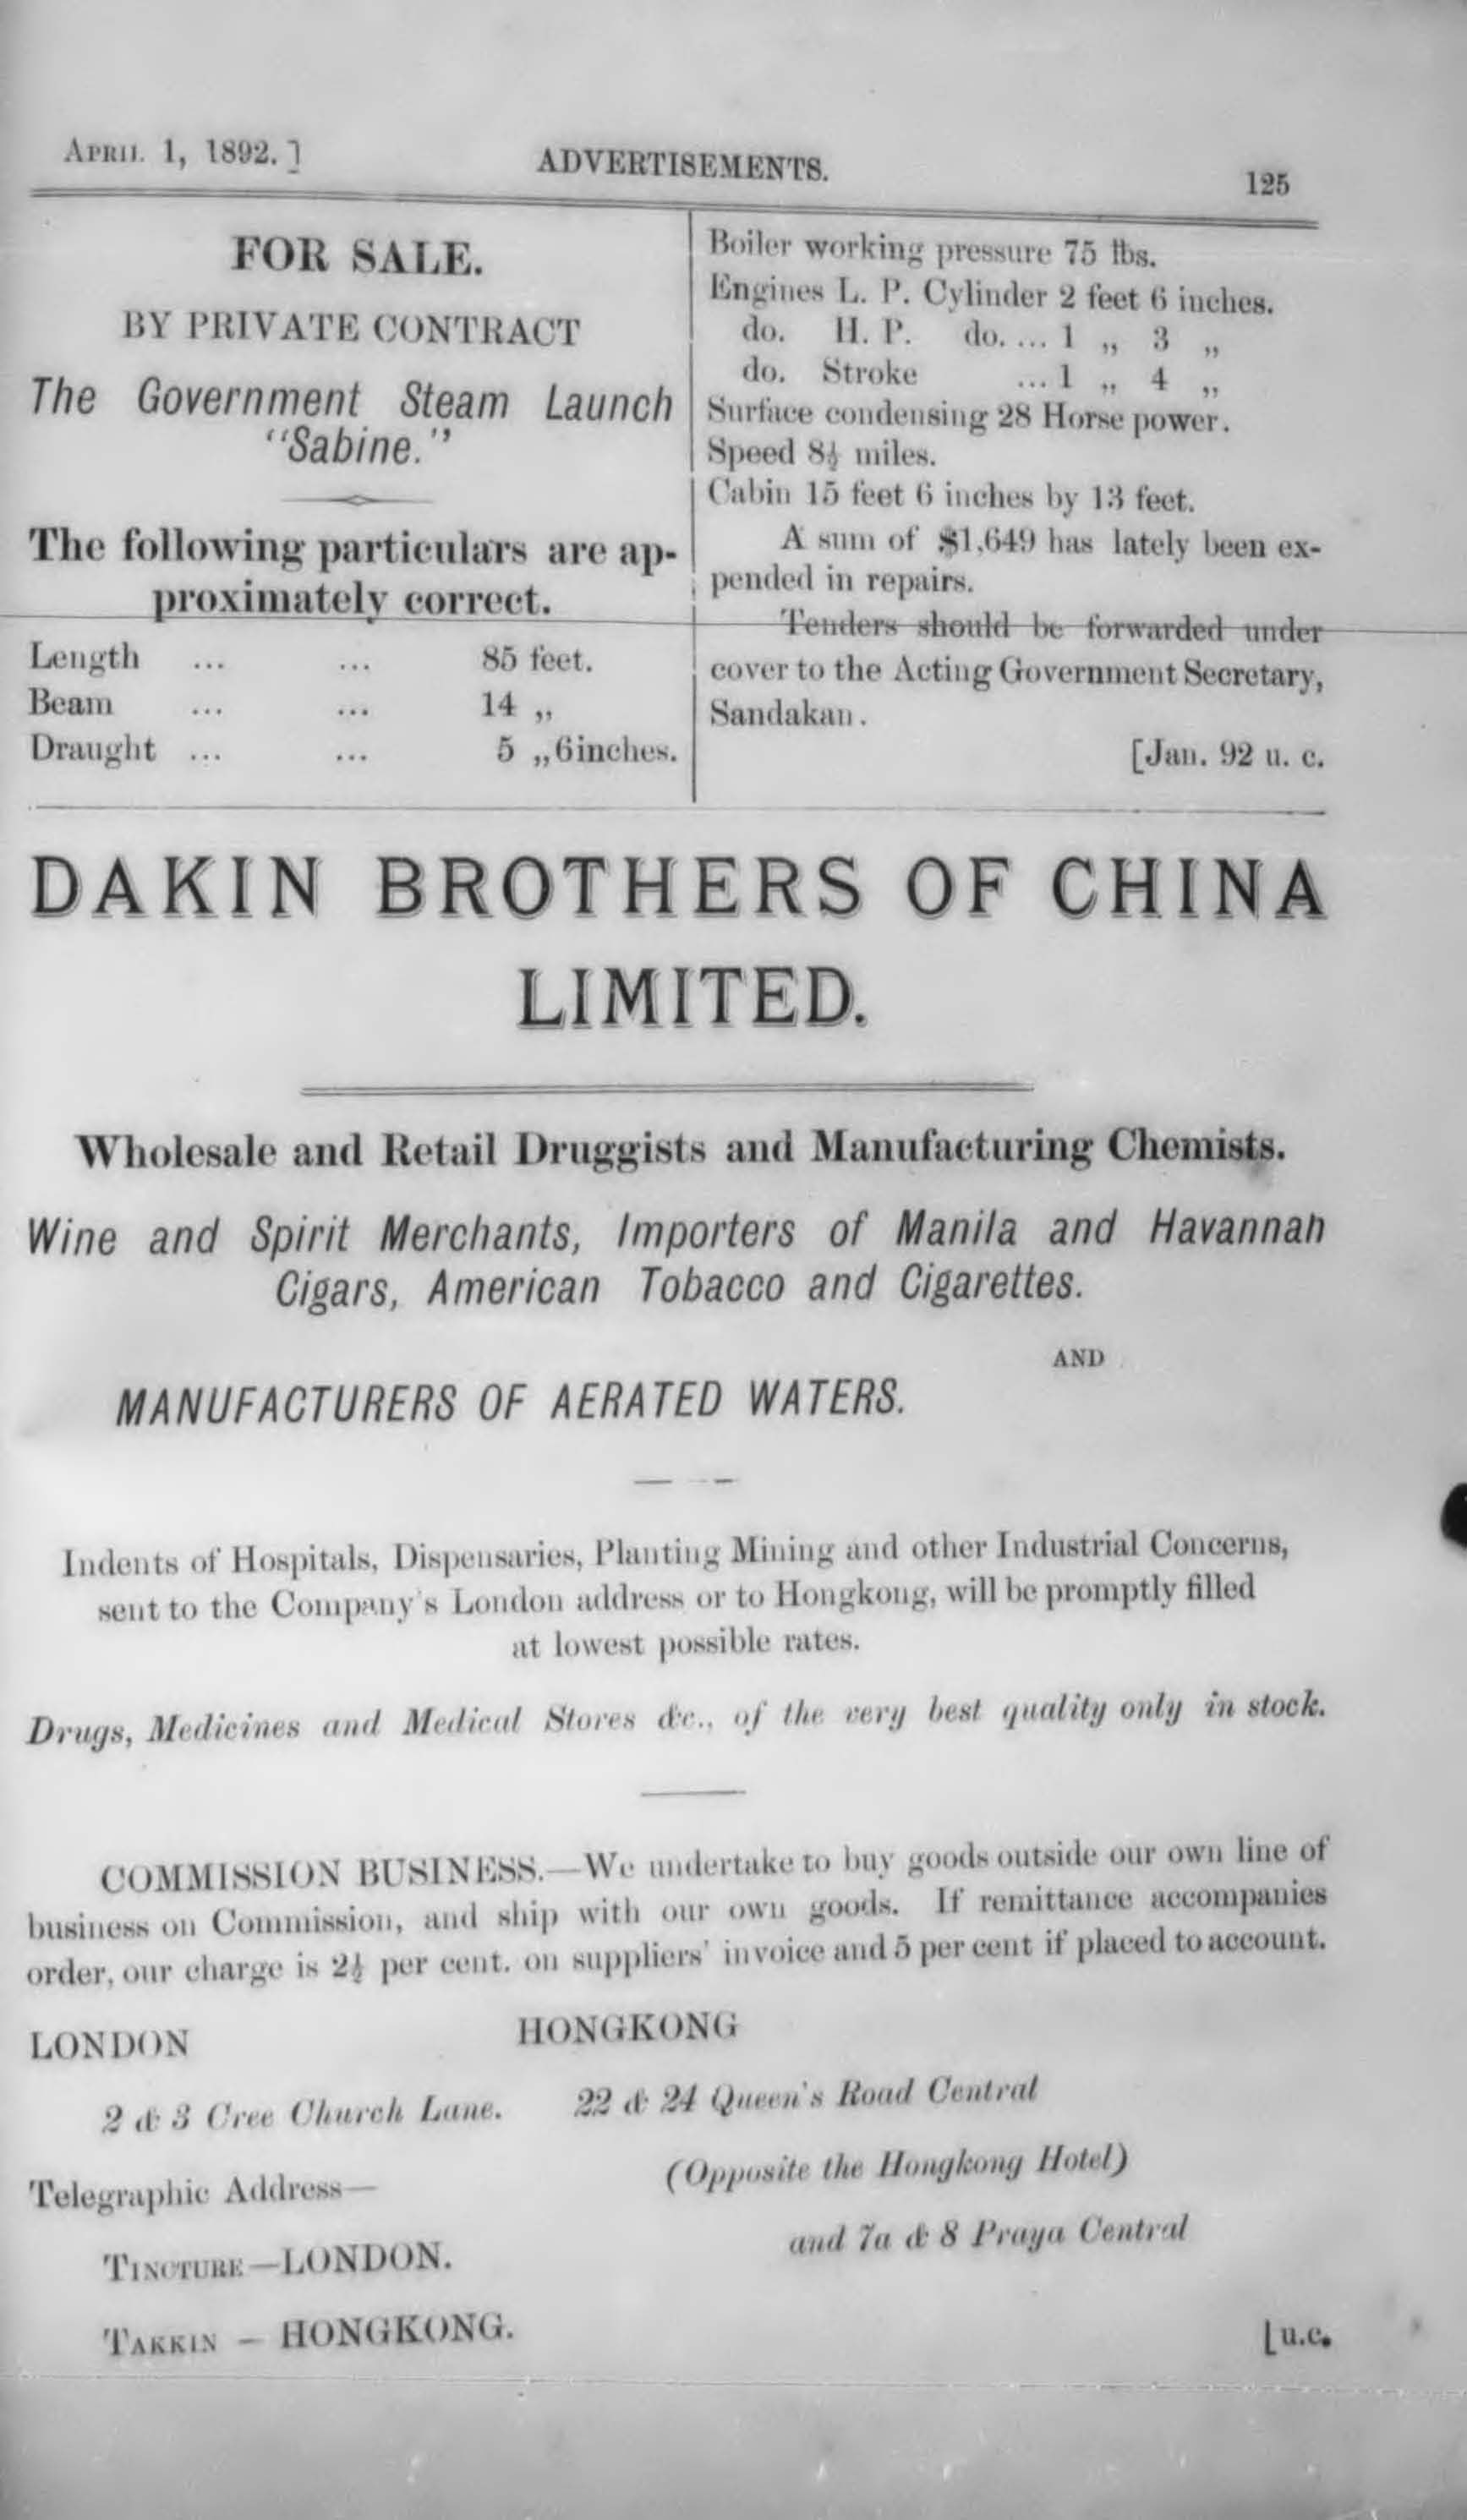 APRIL 1, 1892.]
ADVERTISEMENTS.
125
FOR SALE.
BY PRIVATE CONTRACT
The Government Steam Launch
"Sabine."
The following particulars are ap-
proximately correct.
Length ... ... 85 feet.
Beam ... ... 14 „
Draught ... ... 5 „ 6 inches.
Boiler working pressure 75 lbs.
Engines L. P. Cylinder 2 feet 6 inches.
do. H. P. do. ... 1 „ 3 „
do. Stroke ... 1 „ 4 „
Surface condensing 28 Horse power.
Speed 8½ miles.
Cabin 15 feet 6 inches by 13 feet.
A sum of $1,649 has lately been ex-
pended in repairs.
Tenders should be forwarded under
cover to the Acting Government Secretary,
Sandakan.
[Jan. 92 u. c.
DAKIN BROTHERS OF CHINA
LIMITED.
Wholesale and Retail Druggists and Manufacturing Chemists.
Wine and Spirit Merchants, Importers of Manila and Havannah
Cigars, American Tobacco and Cigarettes.
AND
MANUFACTURERS OF AERATED WATERS.
Indents of Hospitals, Dispensaries, Planting Mining and other Industrial Concerns,
sent to the Company's London address or to Hongkong, will be promptly filled
at lowest possible rates.
Drugs, Medicines and Medical Stores &c., of the very best quality only in stock.
COMMISSION BUSINESS.—We undertake to buy goods outside our own line of
business on Commission, and ship with our own goods. If remittance accompanies
order, our charge is 2½ per cent. on suppliers' invoice and 5 per cent if placed to account.
LONDON
2 & 3 Cree Church Lane.
Telegraphic Address—
TINCTURE—LONDON.
TAKKIN – HONGKONG.
HONGKONG
22 & 24 Queen's Road Central
(Opposite the Hongkong Hotel)
and 7a & 8 Praya Central
[u.c.